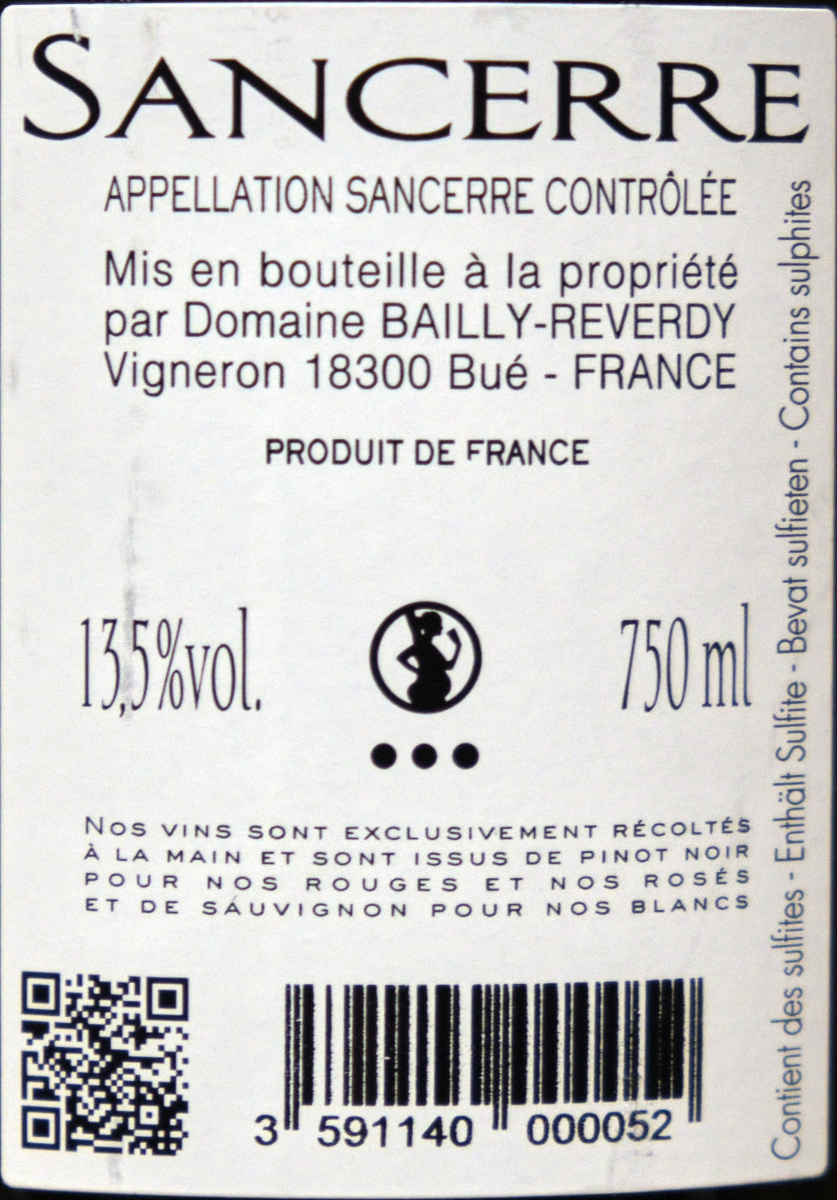 SANCERRE
APPELLATION SANCERRE CONTRÔLÉE
Mis en bouteille à la propriété
par Domaine BAILLY-REVERDY
Vigneron 18300 Bué - FRANCE
PRODUIT DE FRANCE
13,5%vol.
750 ml
NOS VINS SONT EXCLUSIVEMENT RÉCOLTÉS
À LA MAIN ET SONT ISSUS DE PINOT NOIR
POUR NOS ROUGES ET NOS ROSÉS
ET DE SAUVIGNON POUR NOS BLANCS
3 591140 000052
Contient des sulfites - Enthält Sulfite - Bevat sulfieten - Contains sulphites